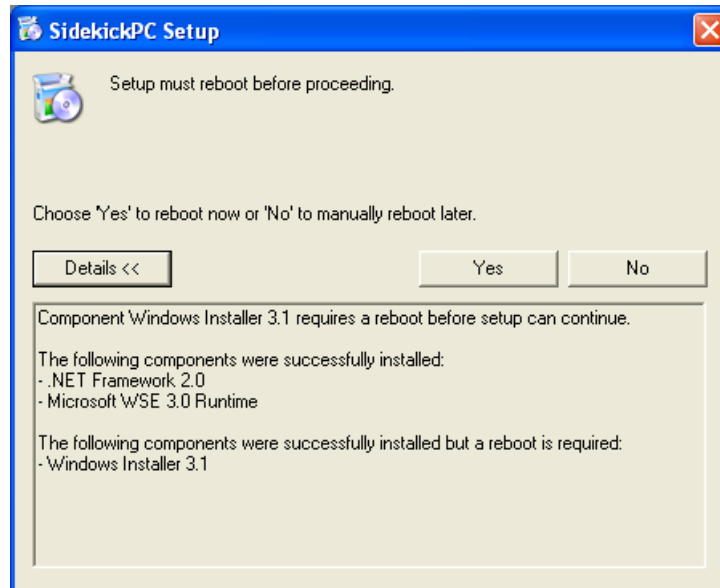 SidekickPC Setup
Setup must reboot before proceeding.
Choose 'Yes' to reboot now or 'No' to manually reboot later.
Details <<
Yes
No
Component Windows Installer 3.1 requires a reboot before setup can continue.
The following components were successfully installed:
- .NET Framework 2.0
- Microsoft WSE 3.0 Runtime
The following components were successfully installed but a reboot is required:
- Windows Installer 3.1